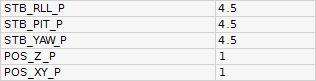 STB_RLL_P 4.5
STB_PIT_P 4.5
STB_YAW_P 4.5
POS_Z_P 1
POS_XY_P 1